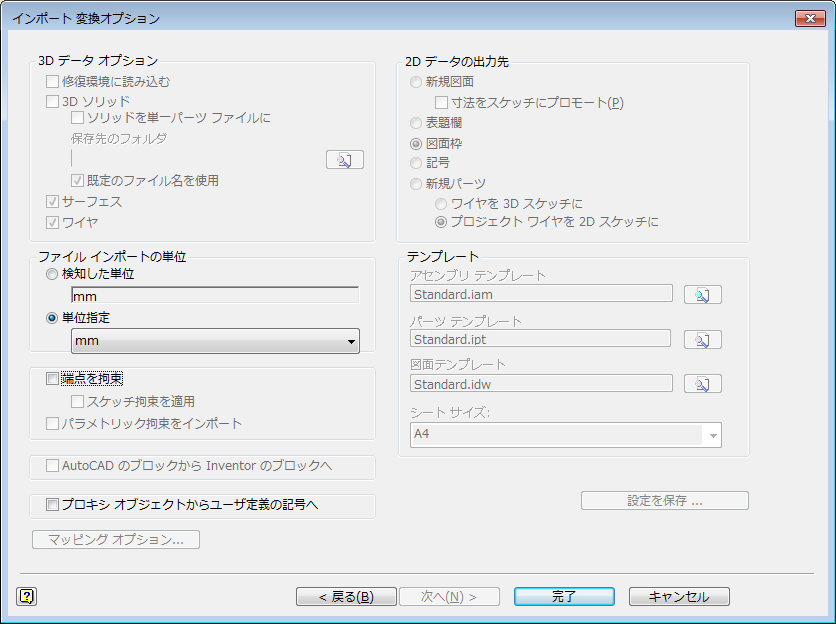 インポート 変換オプション
3D データ オプション
修復環境に読み込む
3D ソリッド
ソリッドを単一パーツ ファイルに
保存先のフォルダ
既定のファイル名を使用
サーフェス
ワイヤ
ファイル インポートの単位
検知した単位
mm
単位指定
mm
端点を拘束
スケッチ拘束を適用
パラメトリック拘束をインポート
AutoCAD のブロックから Inventor のブロックへ
プロキシ オブジェクトからユーザ定義の記号へ
マッピング オプション...
2D データの出力先
新規図面
寸法をスケッチにプロモート(P)
表題欄
図面枠
記号
新規パーツ
ワイヤを 3D スケッチに
プロジェクト ワイヤを 2D スケッチに
テンプレート
アセンブリ テンプレート
Standard.iam
パーツ テンプレート
Standard.ipt
図面テンプレート
Standard.idw
シート サイズ:
A4
設定を保存 ...
?
< 戻る(B)
次へ(N) >
完了
キャンセル